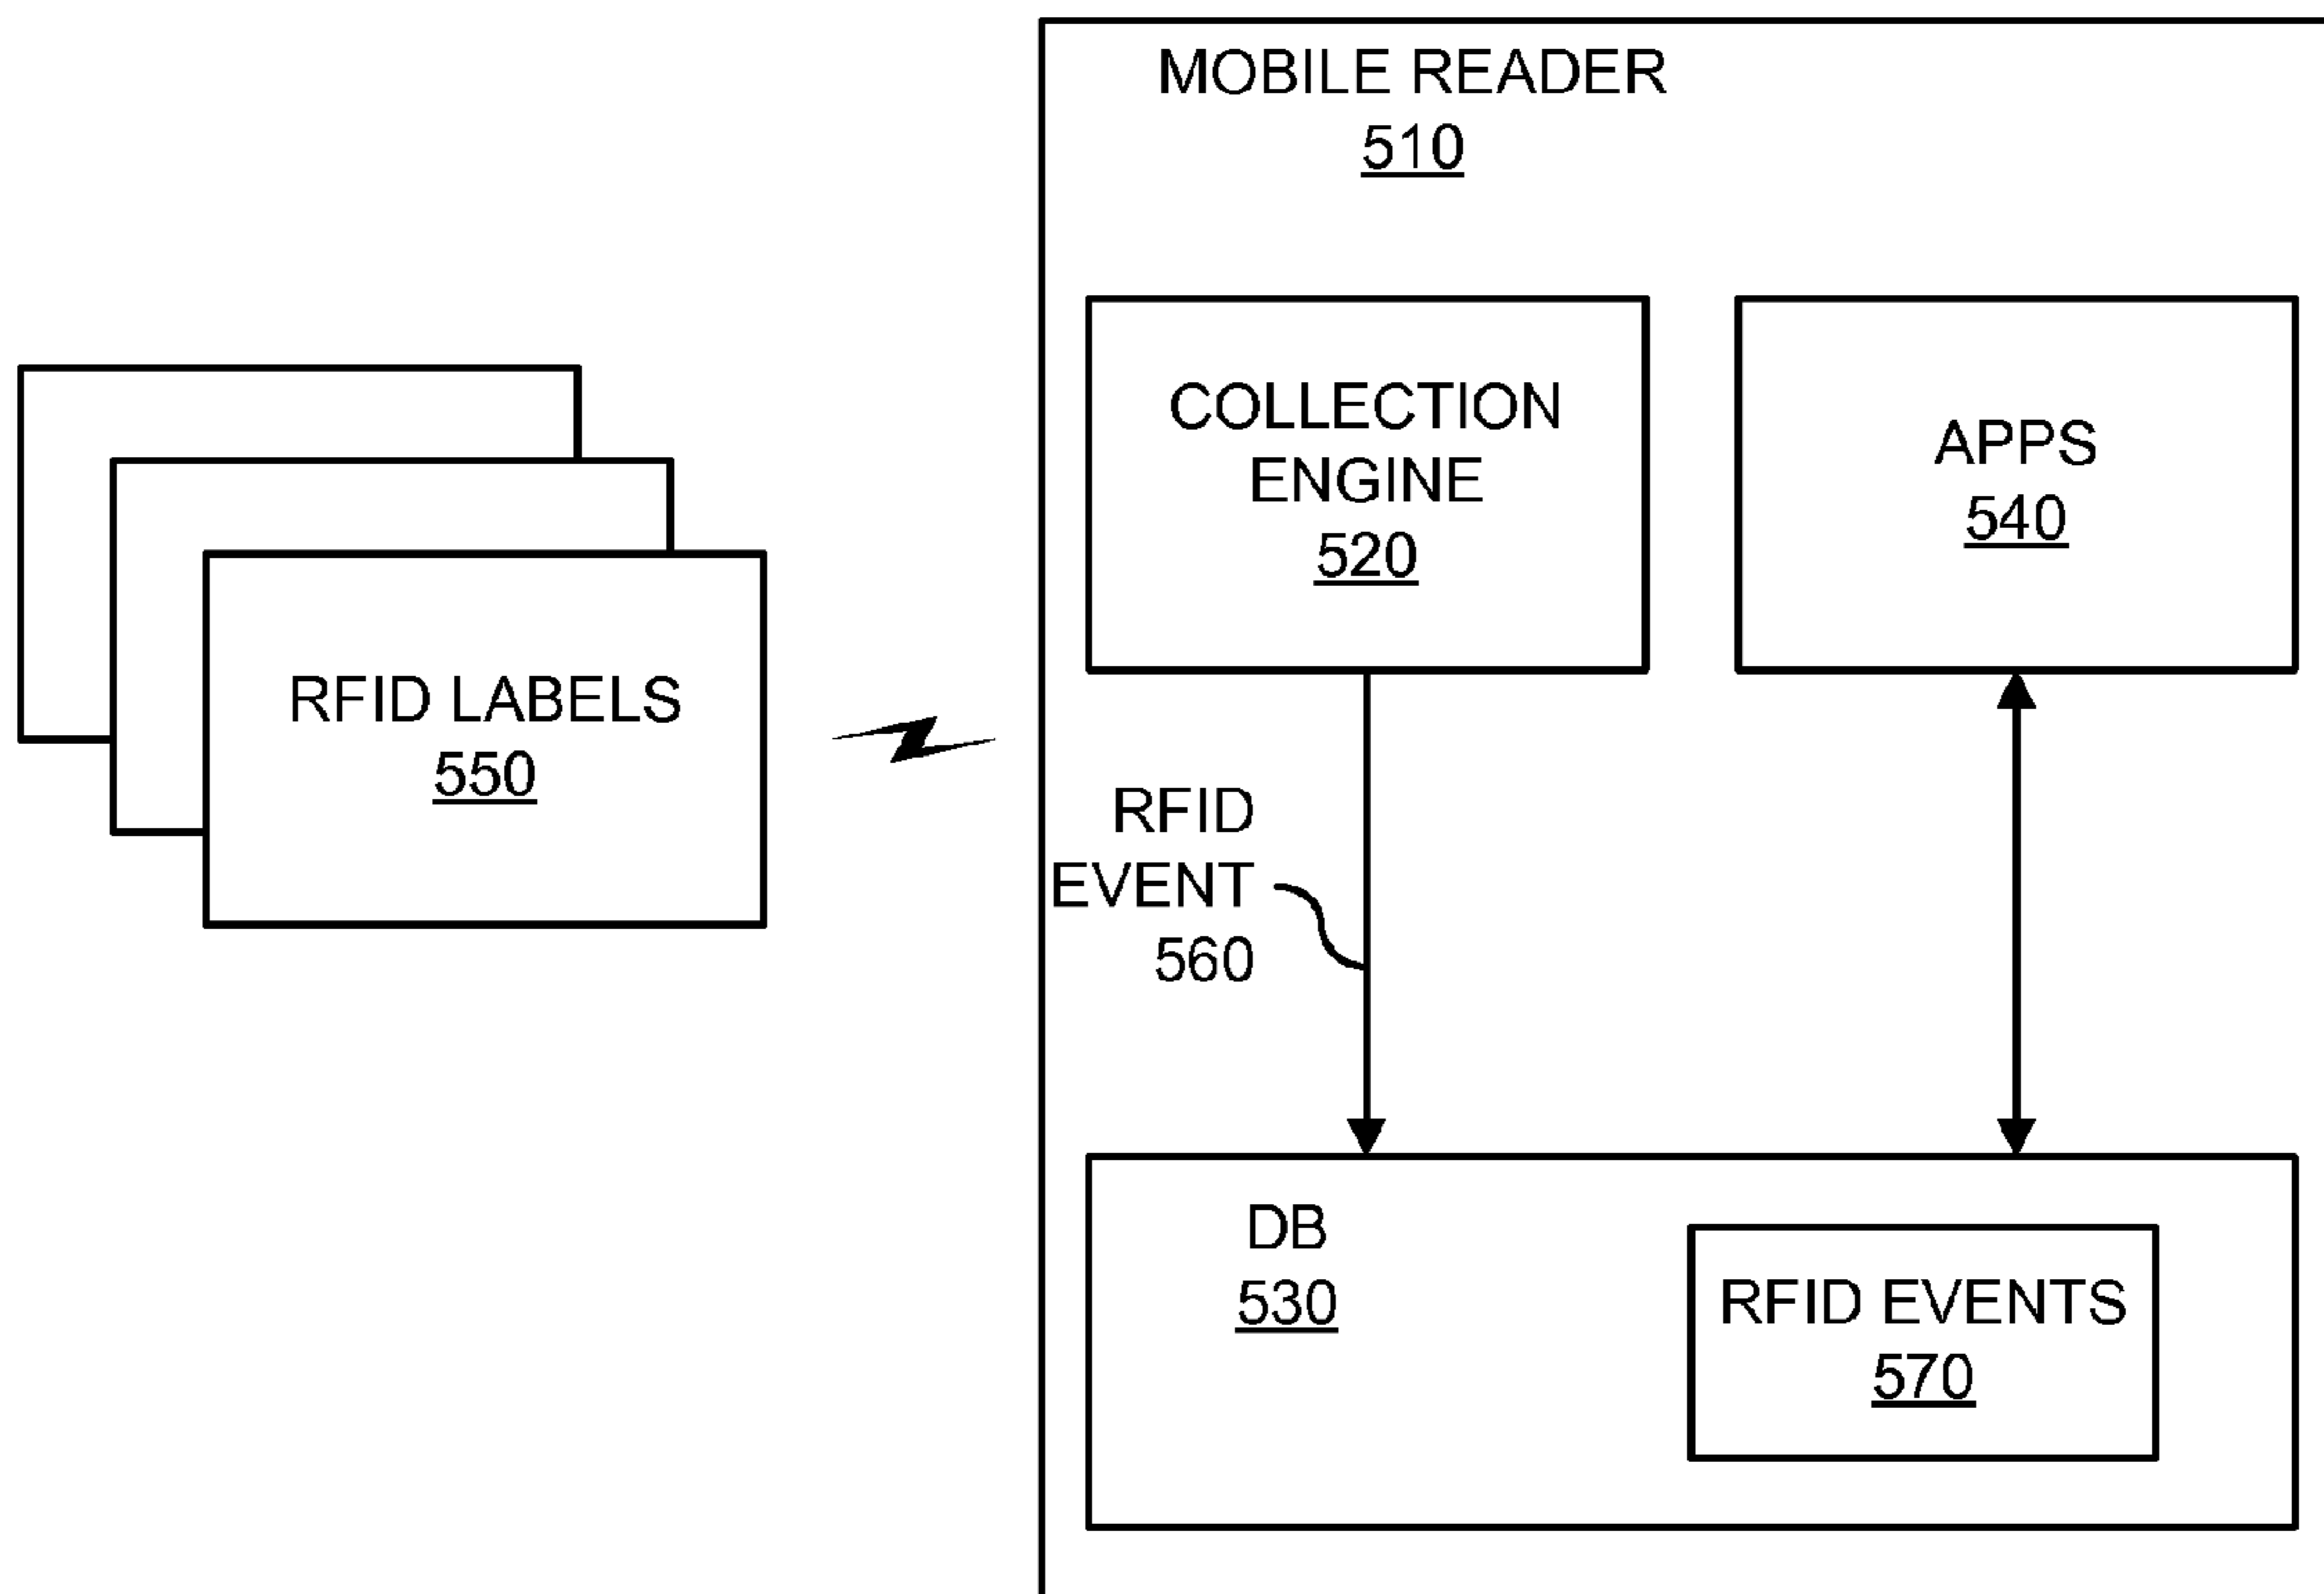 MOBILE READER
510
COLLECTION
ENGINE
520
APPS
540
RFID LABELS
550
RFID
EVENT
560
DB
530
RFID EVENTS
570